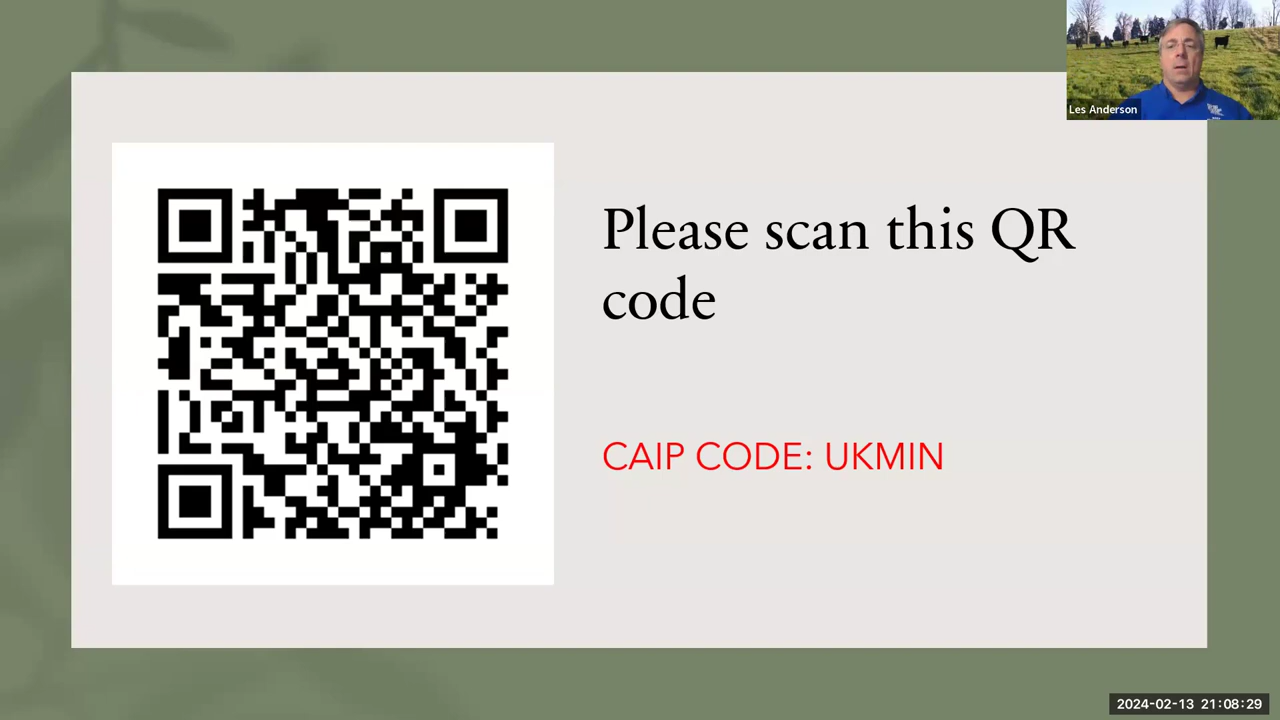 Les Anderson
Please scan this QR
code
CAIP CODE: UKMIN
2024-02-13 21:08:29